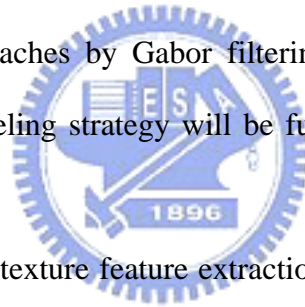 aches by Gabor filterin
eling strategy will be fu
E S
1896
texture feature extractio